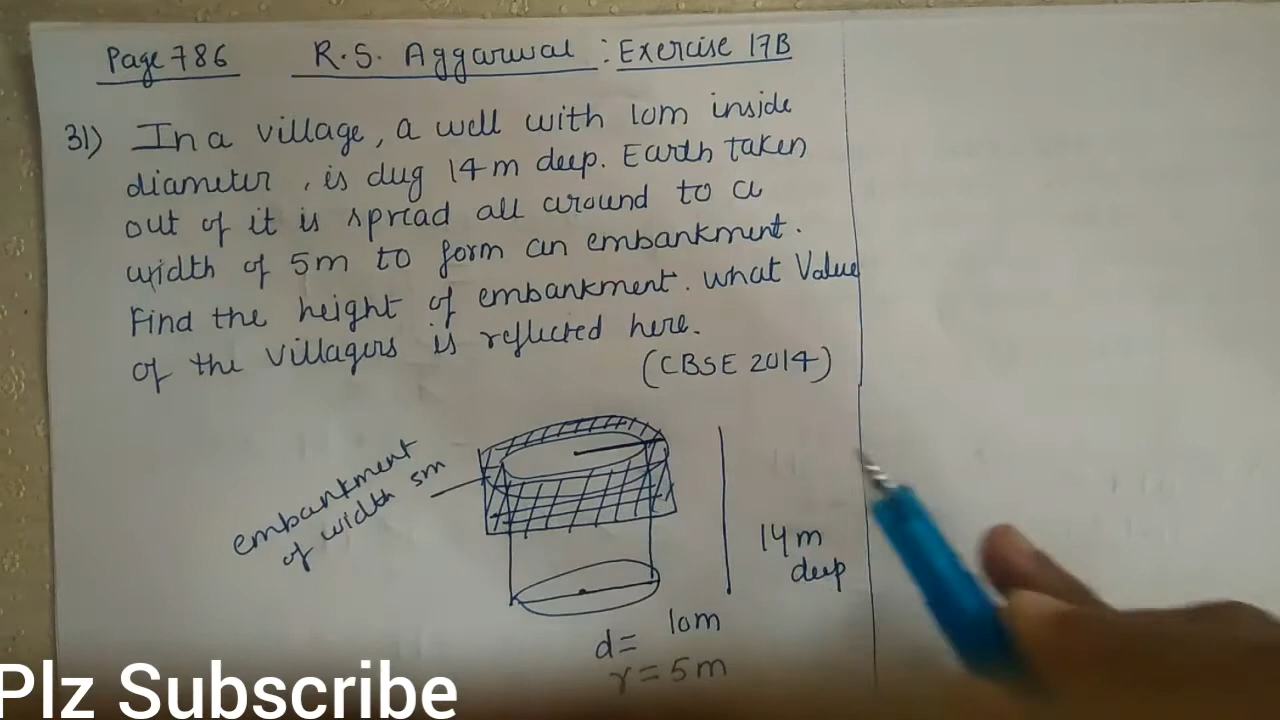 Page 786 R.S. Aggarwal : Exercise 17B
31) In a village, a well with 10m inside
diameter, is dug 14m deep. Earth taken
out of it is spread all around to a
width of 5m to form an embankment.
Find the height of embankment. what Value
of the villagers is reflected here.
(CBSE 2014)
embankment
of width 5m
14m
deep
d= 10m
r=5m
Plz Subscribe